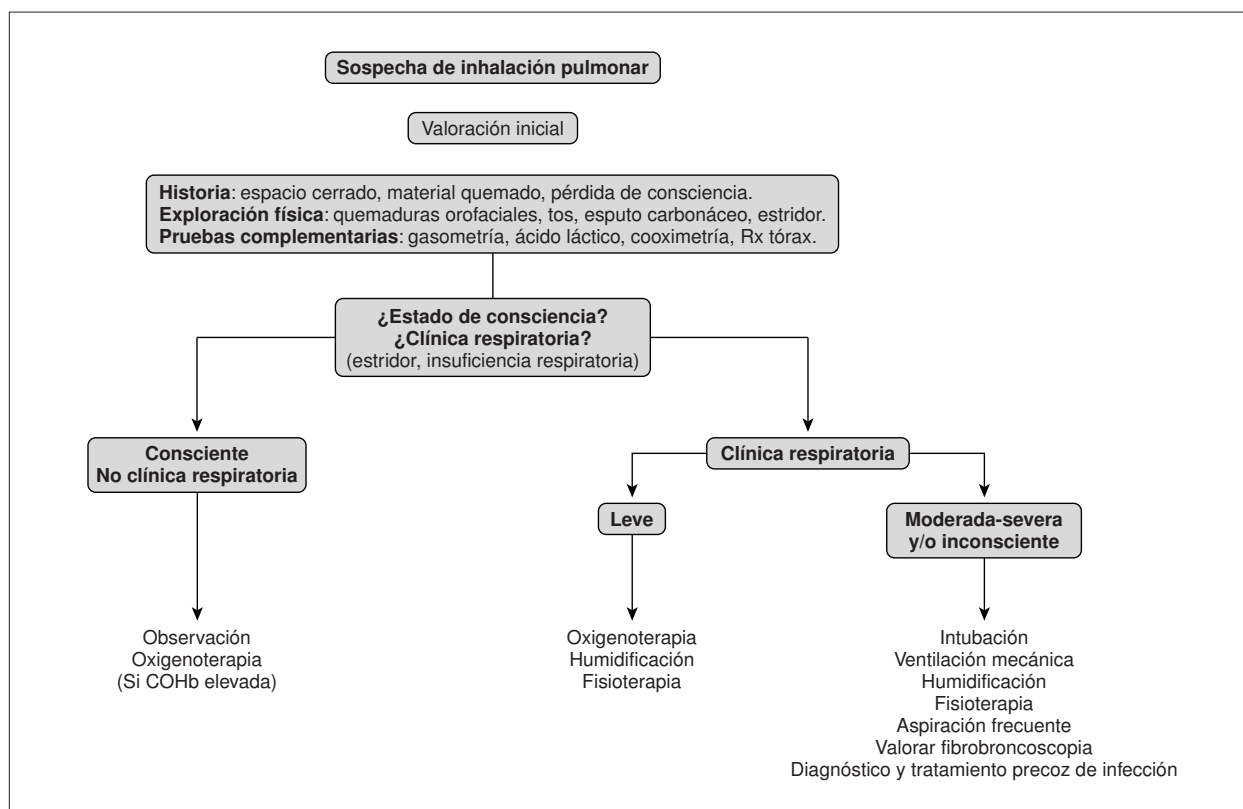 Sospecha de inhalación pulmonar
Valoración inicial
Historia: espacio cerrado, material quemado, pérdida de consciencia.
Exploración física: quemaduras orofaciales, tos, esputo carbonáceo, estridor.
Pruebas complementarias: gasometría, ácido láctico, cooximetría, Rx tórax.
¿Estado de consciencia?
¿Clínica respiratoria?
(estridor, insuficiencia respiratoria)
Consciente
No clínica respiratoria
Clínica respiratoria
Leve
Moderada-severa
y/o inconsciente
Observación
Oxigenoterapia
(Si COHb elevada)
Oxigenoterapia
Humidificación
Fisioterapia
Intubación
Ventilación mecánica
Humidificación
Fisioterapia
Aspiración frecuente
Valorar fibrobroncoscopia
Diagnóstico y tratamiento precoz de infección